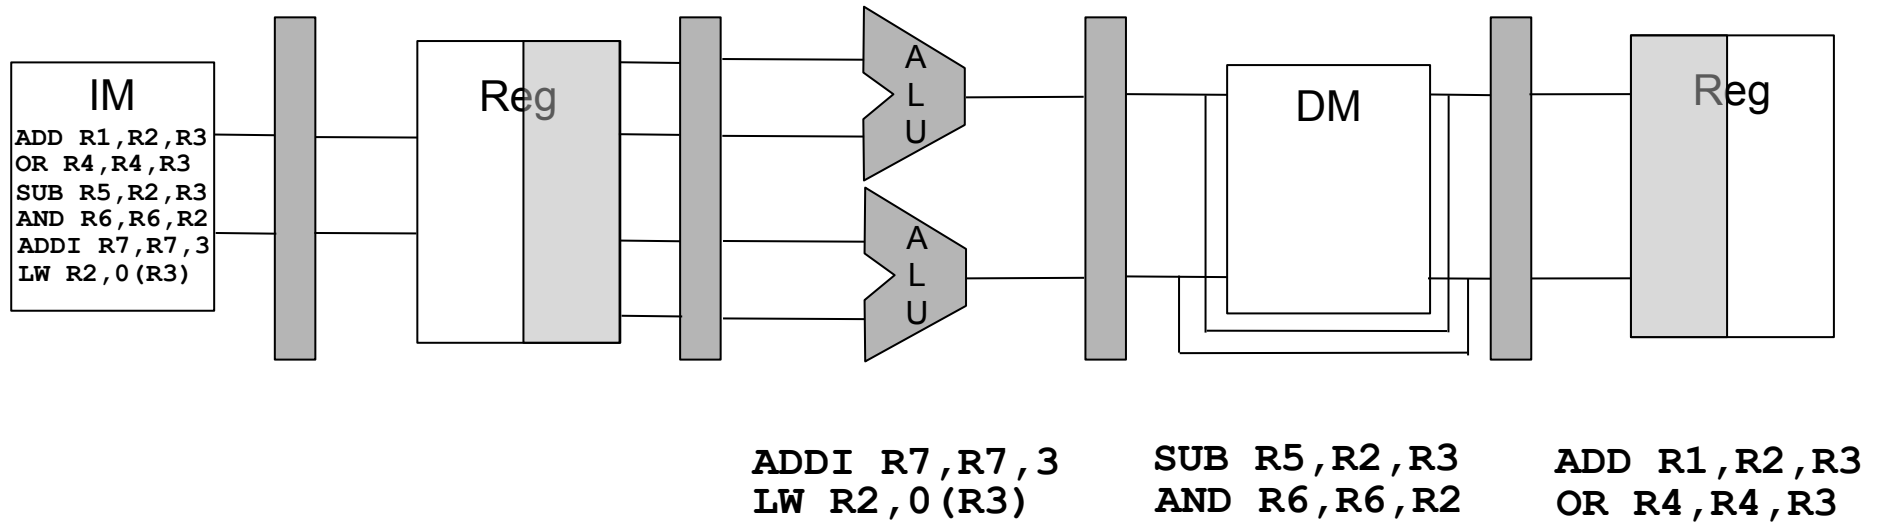 IM
ADD R1,R2,R3
OR R4,R4,R3
SUB R5,R2,R3
AND R6,R6,R2
ADDI R7,R7,3
LW R2,0(R3)
Reg
A
L
U
A
L
U
DM
Reg
ADDI R7,R7,3
LW R2,0(R3)
SUB R5,R2,R3
AND R6,R6,R2
ADD R1,R2,R3
OR R4,R4,R3